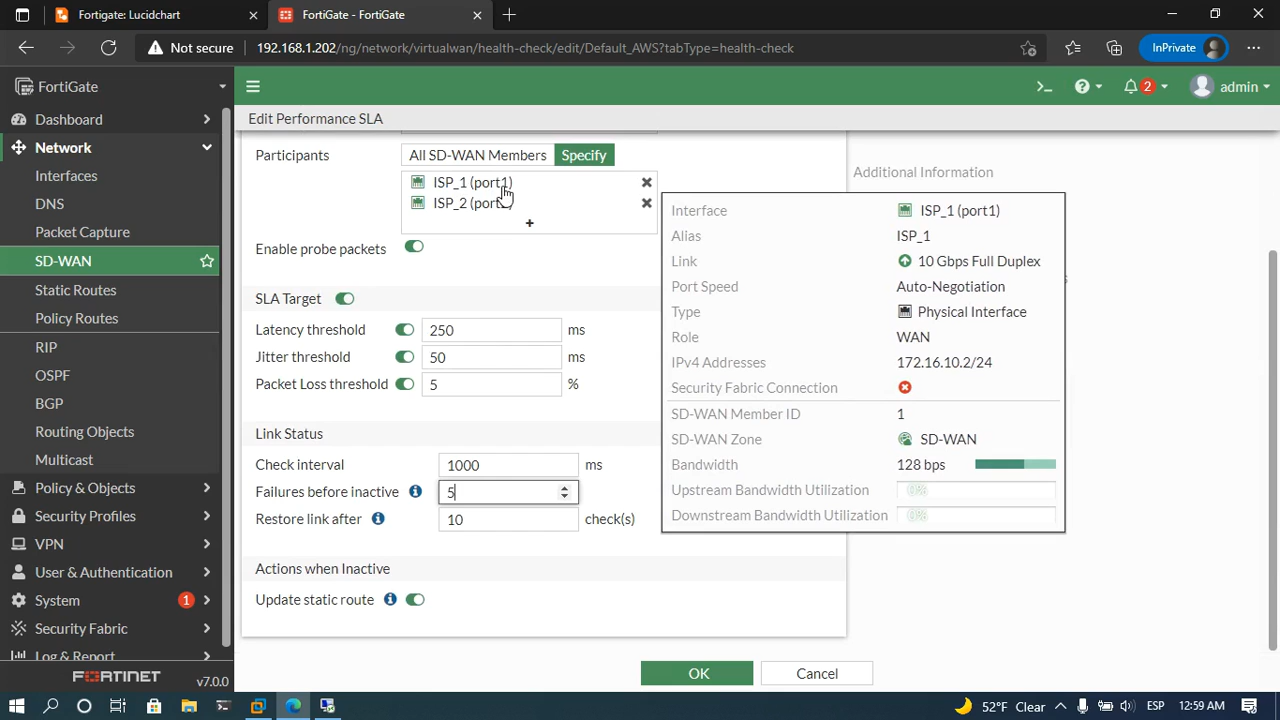 Fortigate: Lucidchart
FortiGate - FortiGate
Not secure
192.168.1.202/ng/network/virtualwan/health-check/edit/Default_AWS?tabType=health-check
InPrivate
FortiGate
2
admin
Dashboard
Network
Interfaces
DNS
Packet Capture
SD-WAN
Static Routes
Policy Routes
RIP
OSPF
BGP
Routing Objects
Multicast
Policy & Objects
Security Profiles
VPN
User & Authentication
System
1
Security Fabric
Log & Report
FORTINET
v7.0.0
Edit Performance SLA
Participants
All SD-WAN Members
Specify
ISP_1 (port1)
ISP_2 (port
Enable probe packets
SLA Target
Latency threshold
250
ms
Jitter threshold
50
ms
Packet Loss threshold
5
%
Link Status
Check interval
1000
ms
Failures before inactive
5
Restore link after
10
check(s)
Actions when Inactive
Update static route
Additional Information
Interface
ISP_1 (port1)
Alias
ISP_1
Link
10 Gbps Full Duplex
Port Speed
Auto-Negotiation
Type
Physical Interface
Role
WAN
IPv4 Addresses
172.16.10.2/24
Security Fabric Connection
SD-WAN Member ID
1
SD-WAN Zone
SD-WAN
Bandwidth
128 bps
Upstream Bandwidth Utilization
0%
Downstream Bandwidth Utilization
0%
OK
Cancel
52°F Clear
ESP
12:59 AM